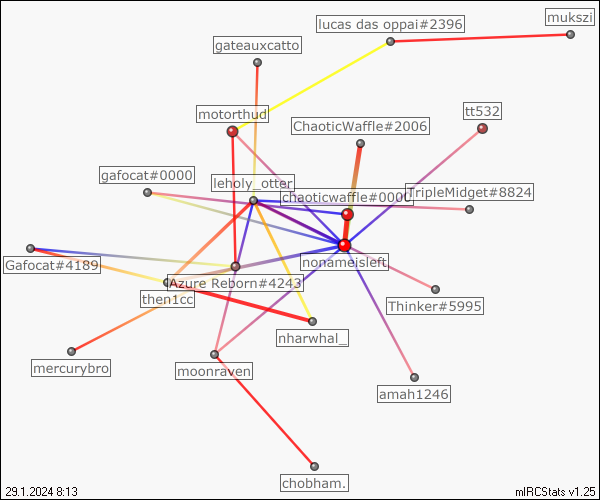 mukszi
lucas das oppai#2396
gateauxcatto
motorthud
tt532
ChaoticWaffle#2006
gafocat#0000
leholy_otter
chaoticwaffle#0000
TripleMidget#8824
nonameisleft
Gafocat#4189
Azure Reborn#4243
then1cc
Thinker#5995
nharwhal_
mercurybro
moonraven
amah1246
chobham.
29.1.2024 8:13
mIRCStats v1.25